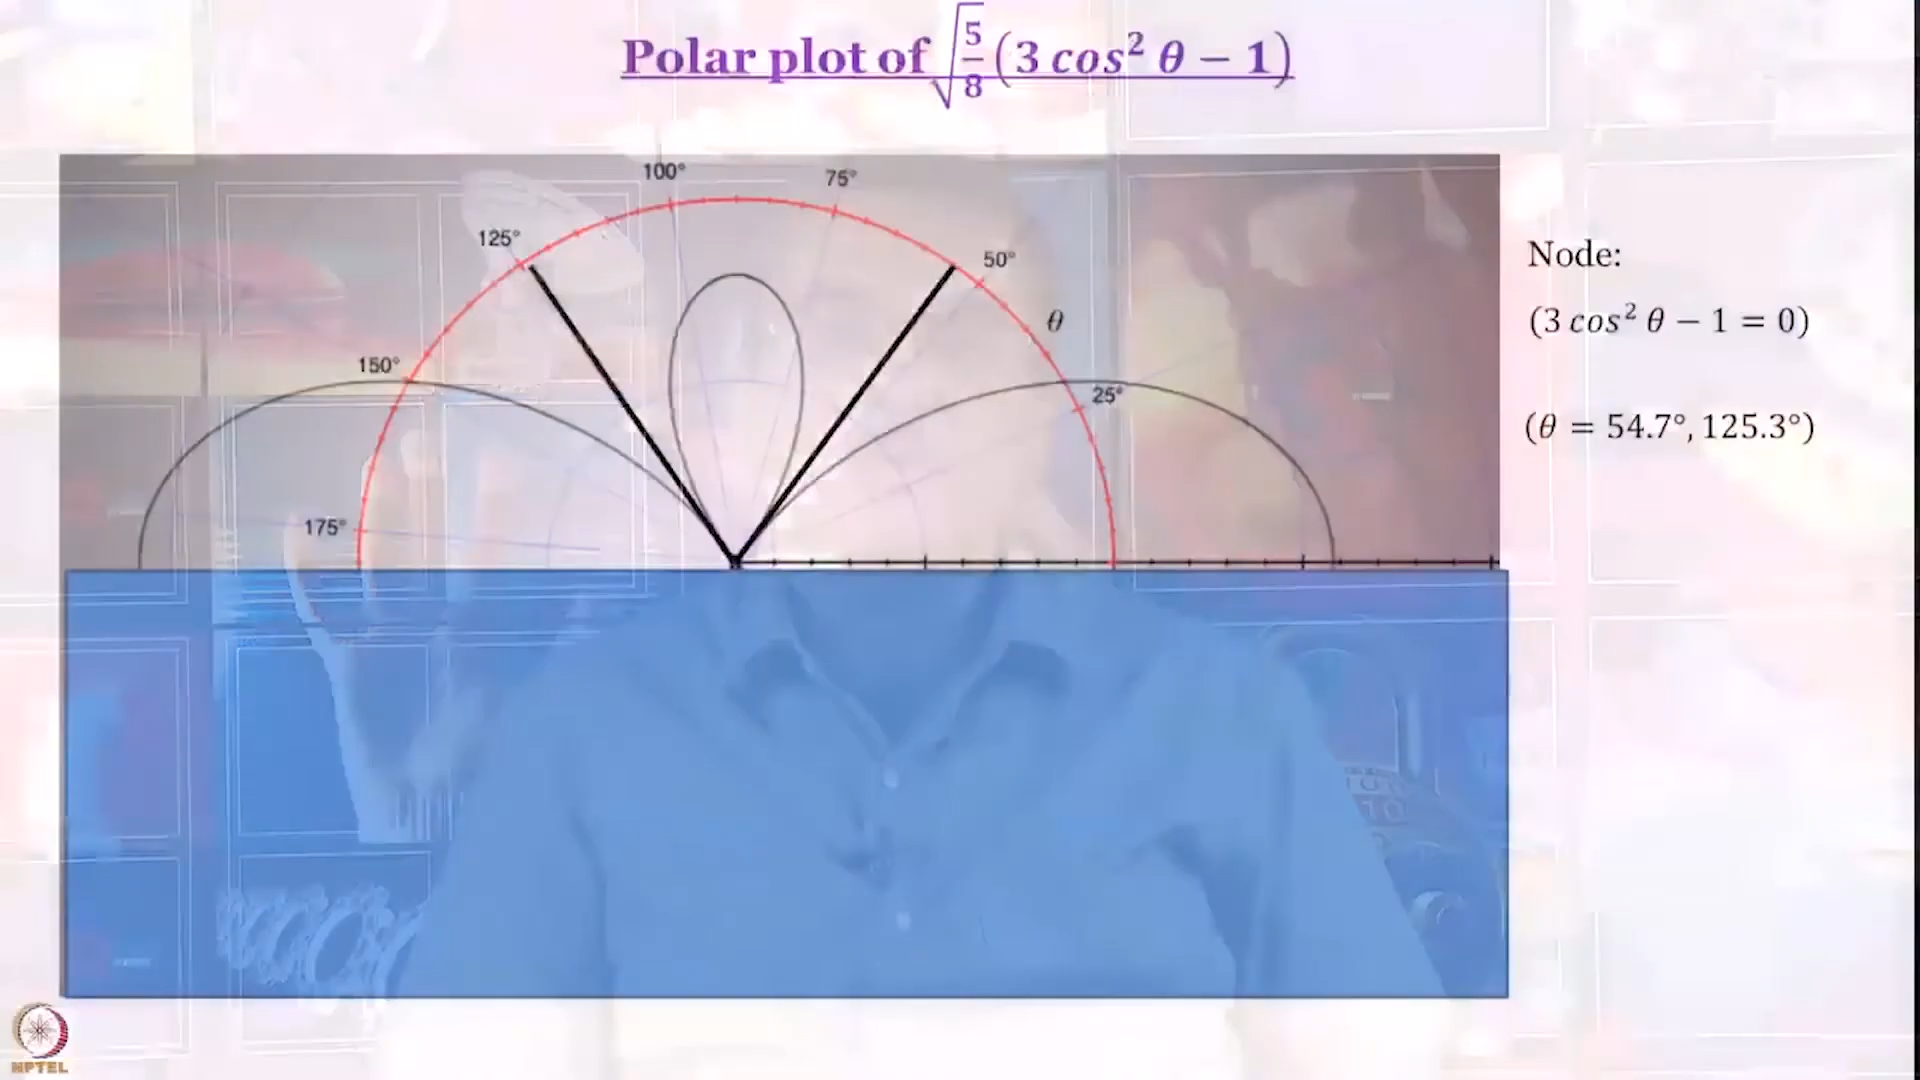 Polar plot of √5/8 (3 cos² θ − 1)
100°
75°
125°
50°
θ
150°
25°
175°
Node:
(3 cos² θ − 1 = 0)
(θ = 54.7°, 125.3°)
NPTEL